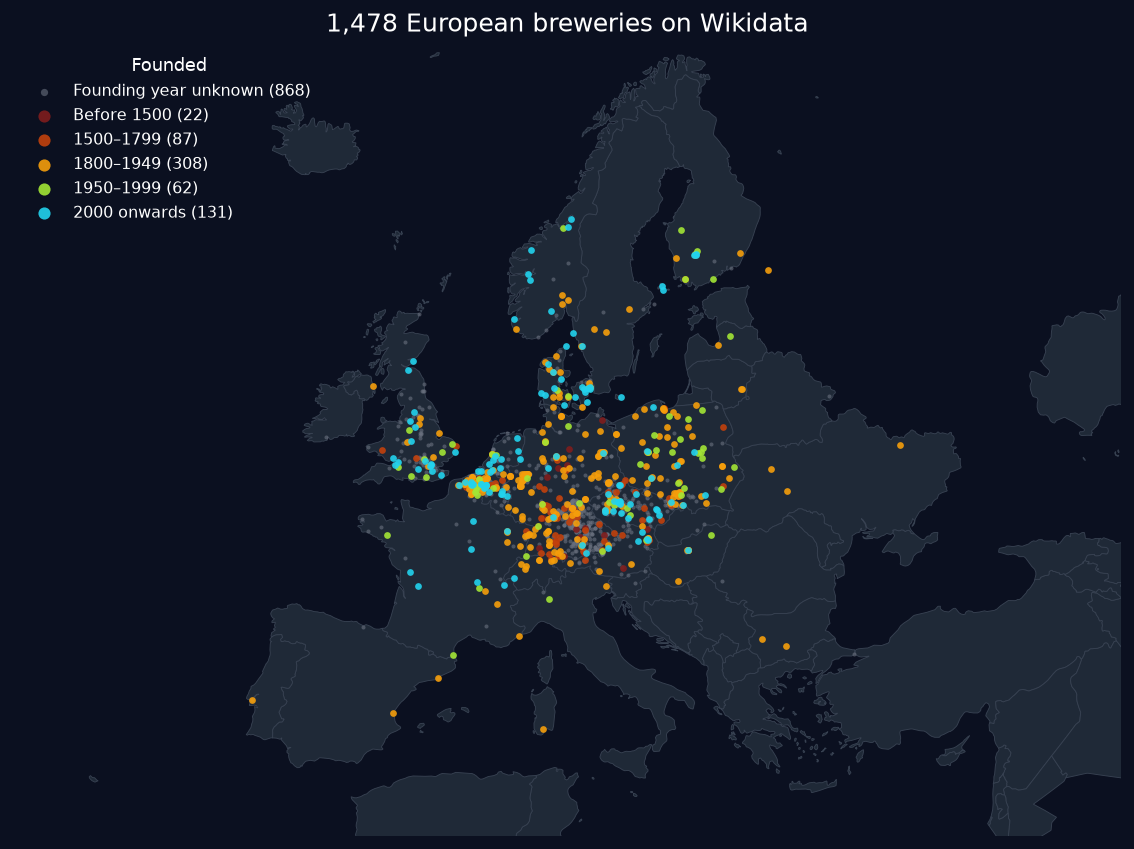 1,478 European breweries on Wikidata
Founded
Founding year unknown (868)
Before 1500 (22)
1500–1799 (87)
1800–1949 (308)
1950–1999 (62)
2000 onwards (131)